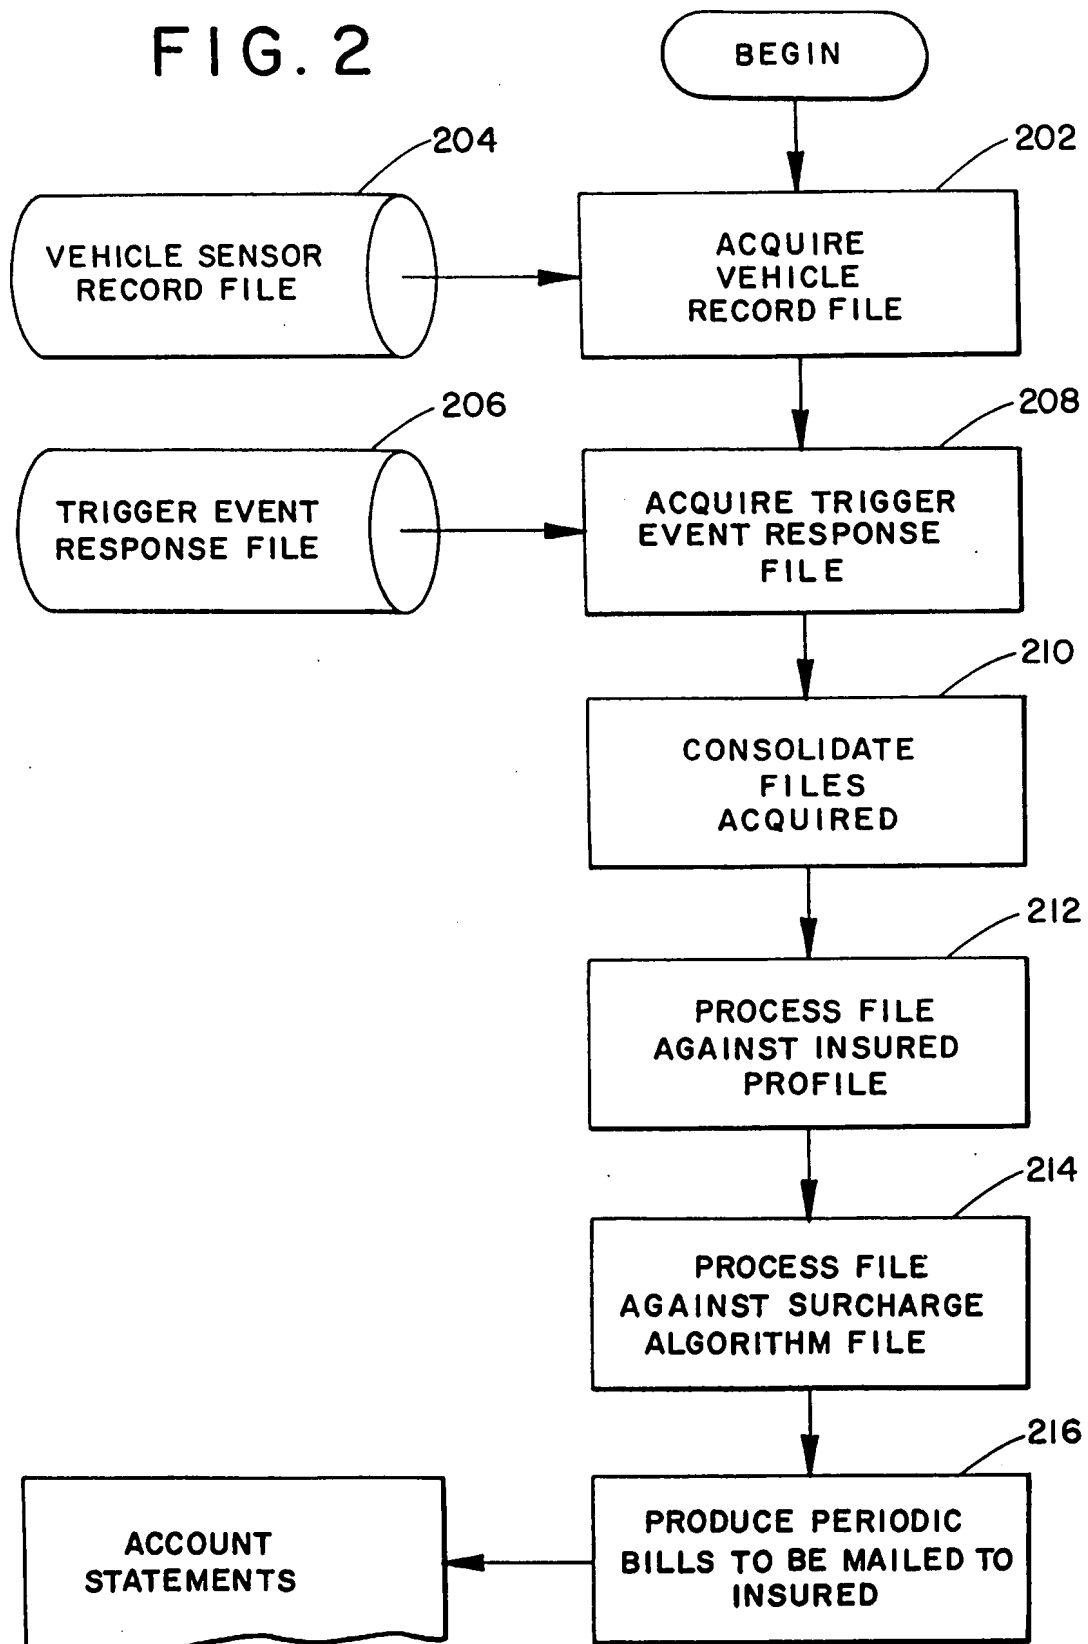 FIG. 2
BEGIN
204
202
VEHICLE SENSOR
RECORD FILE
ACQUIRE
VEHICLE
RECORD FILE
206
208
TRIGGER EVENT
RESPONSE FILE
ACQUIRE TRIGGER
EVENT RESPONSE
FILE
210
CONSOLIDATE
FILES
ACQUIRED
212
PROCESS FILE
AGAINST INSURED
PROFILE
214
PROCESS FILE
AGAINST SURCHARGE
ALGORITHM FILE
216
PRODUCE PERIODIC
BILLS TO BE MAILED TO
INSURED
ACCOUNT
STATEMENTS